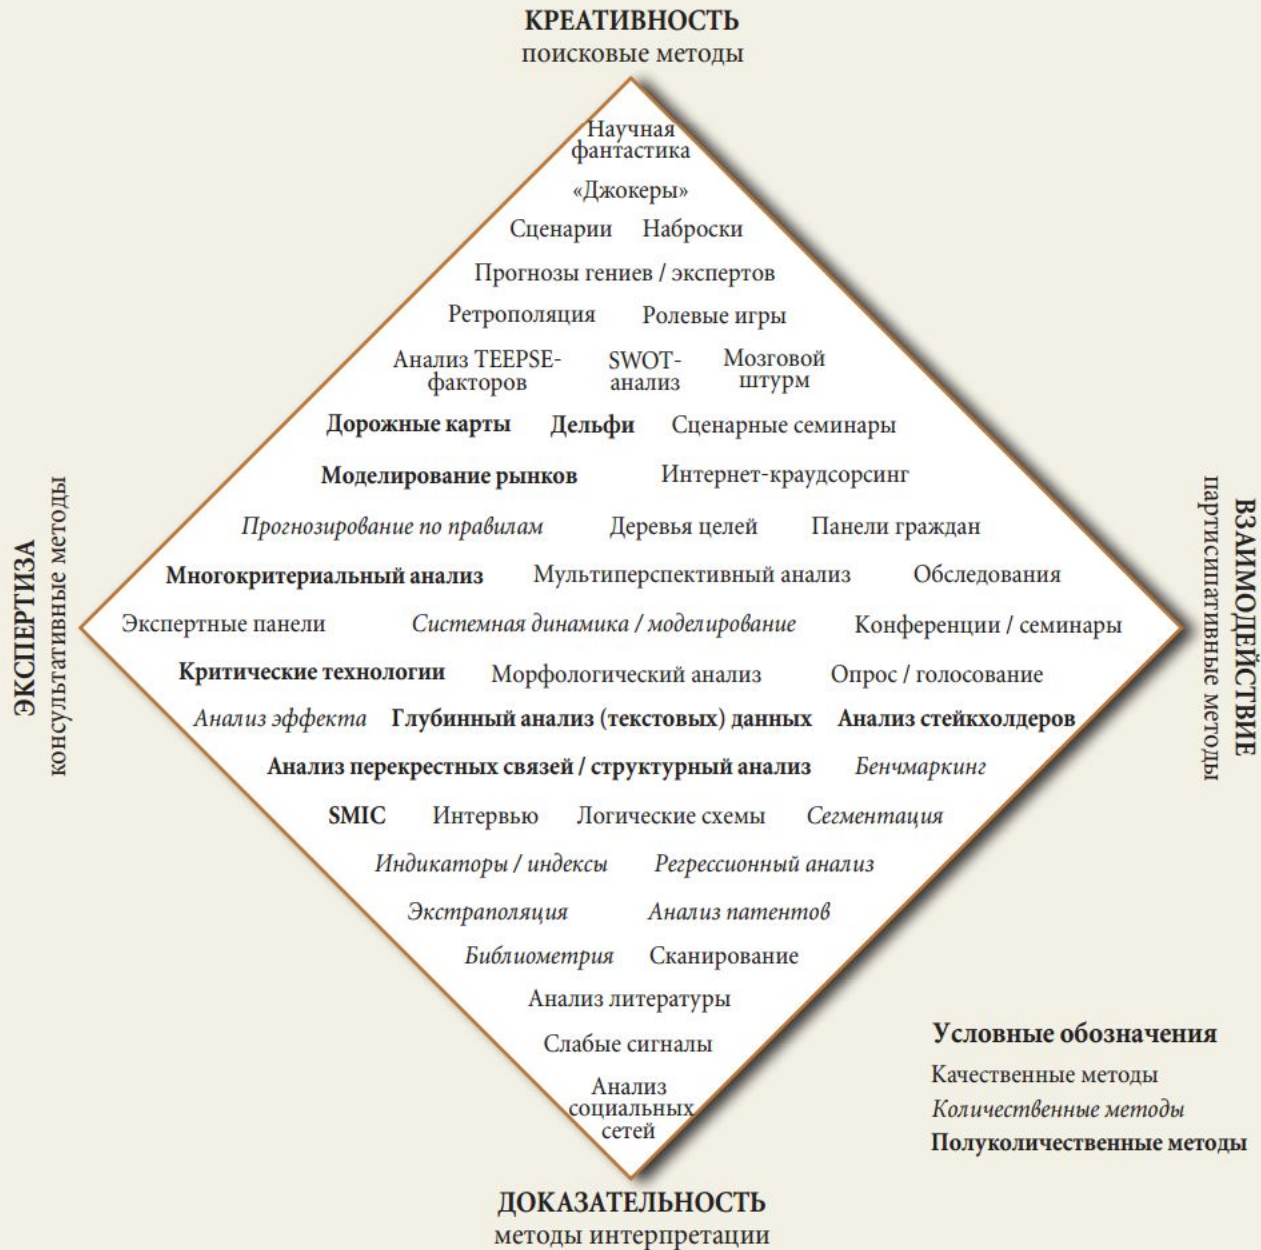 КРЕАТИВНОСТЬ
поисковые методы
Научная
фантастика
«Джокеры»
Сценарии Наброски
Прогнозы гениев / экспертов
Ретрополяция Ролевые игры
Анализ TEEPSE-
факторов
SWOT-
анализ
Мозговой
штурм
Дорожные карты Дельфи Сценарные семинары
Моделирование рынков Интернет-краудсорсинг
Прогнозирование по правилам Деревья целей Панели граждан
Многокритериальный анализ Мультиперспективный анализ Обследования
Экспертные панели Системная динамика / моделирование Конференции / семинары
Критические технологии Морфологический анализ Опрос / голосование
Анализ эффекта Глубинный анализ (текстовых) данных Анализ стейкхолдеров
Анализ перекрестных связей / структурный анализ Бенчмаркинг
SMIC Интервью Логические схемы Сегментация
Индикаторы / индексы Регрессионный анализ
Экстраполяция Анализ патентов
Библиометрия Сканирование
Анализ литературы
Слабые сигналы
Анализ
социальных
сетей
ЭКСПЕРТИЗА
консультативные методы
ВЗАИМОДЕЙСТВИЕ
партисипативные методы
ДОКАЗАТЕЛЬНОСТЬ
методы интерпретации
Условные обозначения
Качественные методы
Количественные методы
Полуколичественные методы